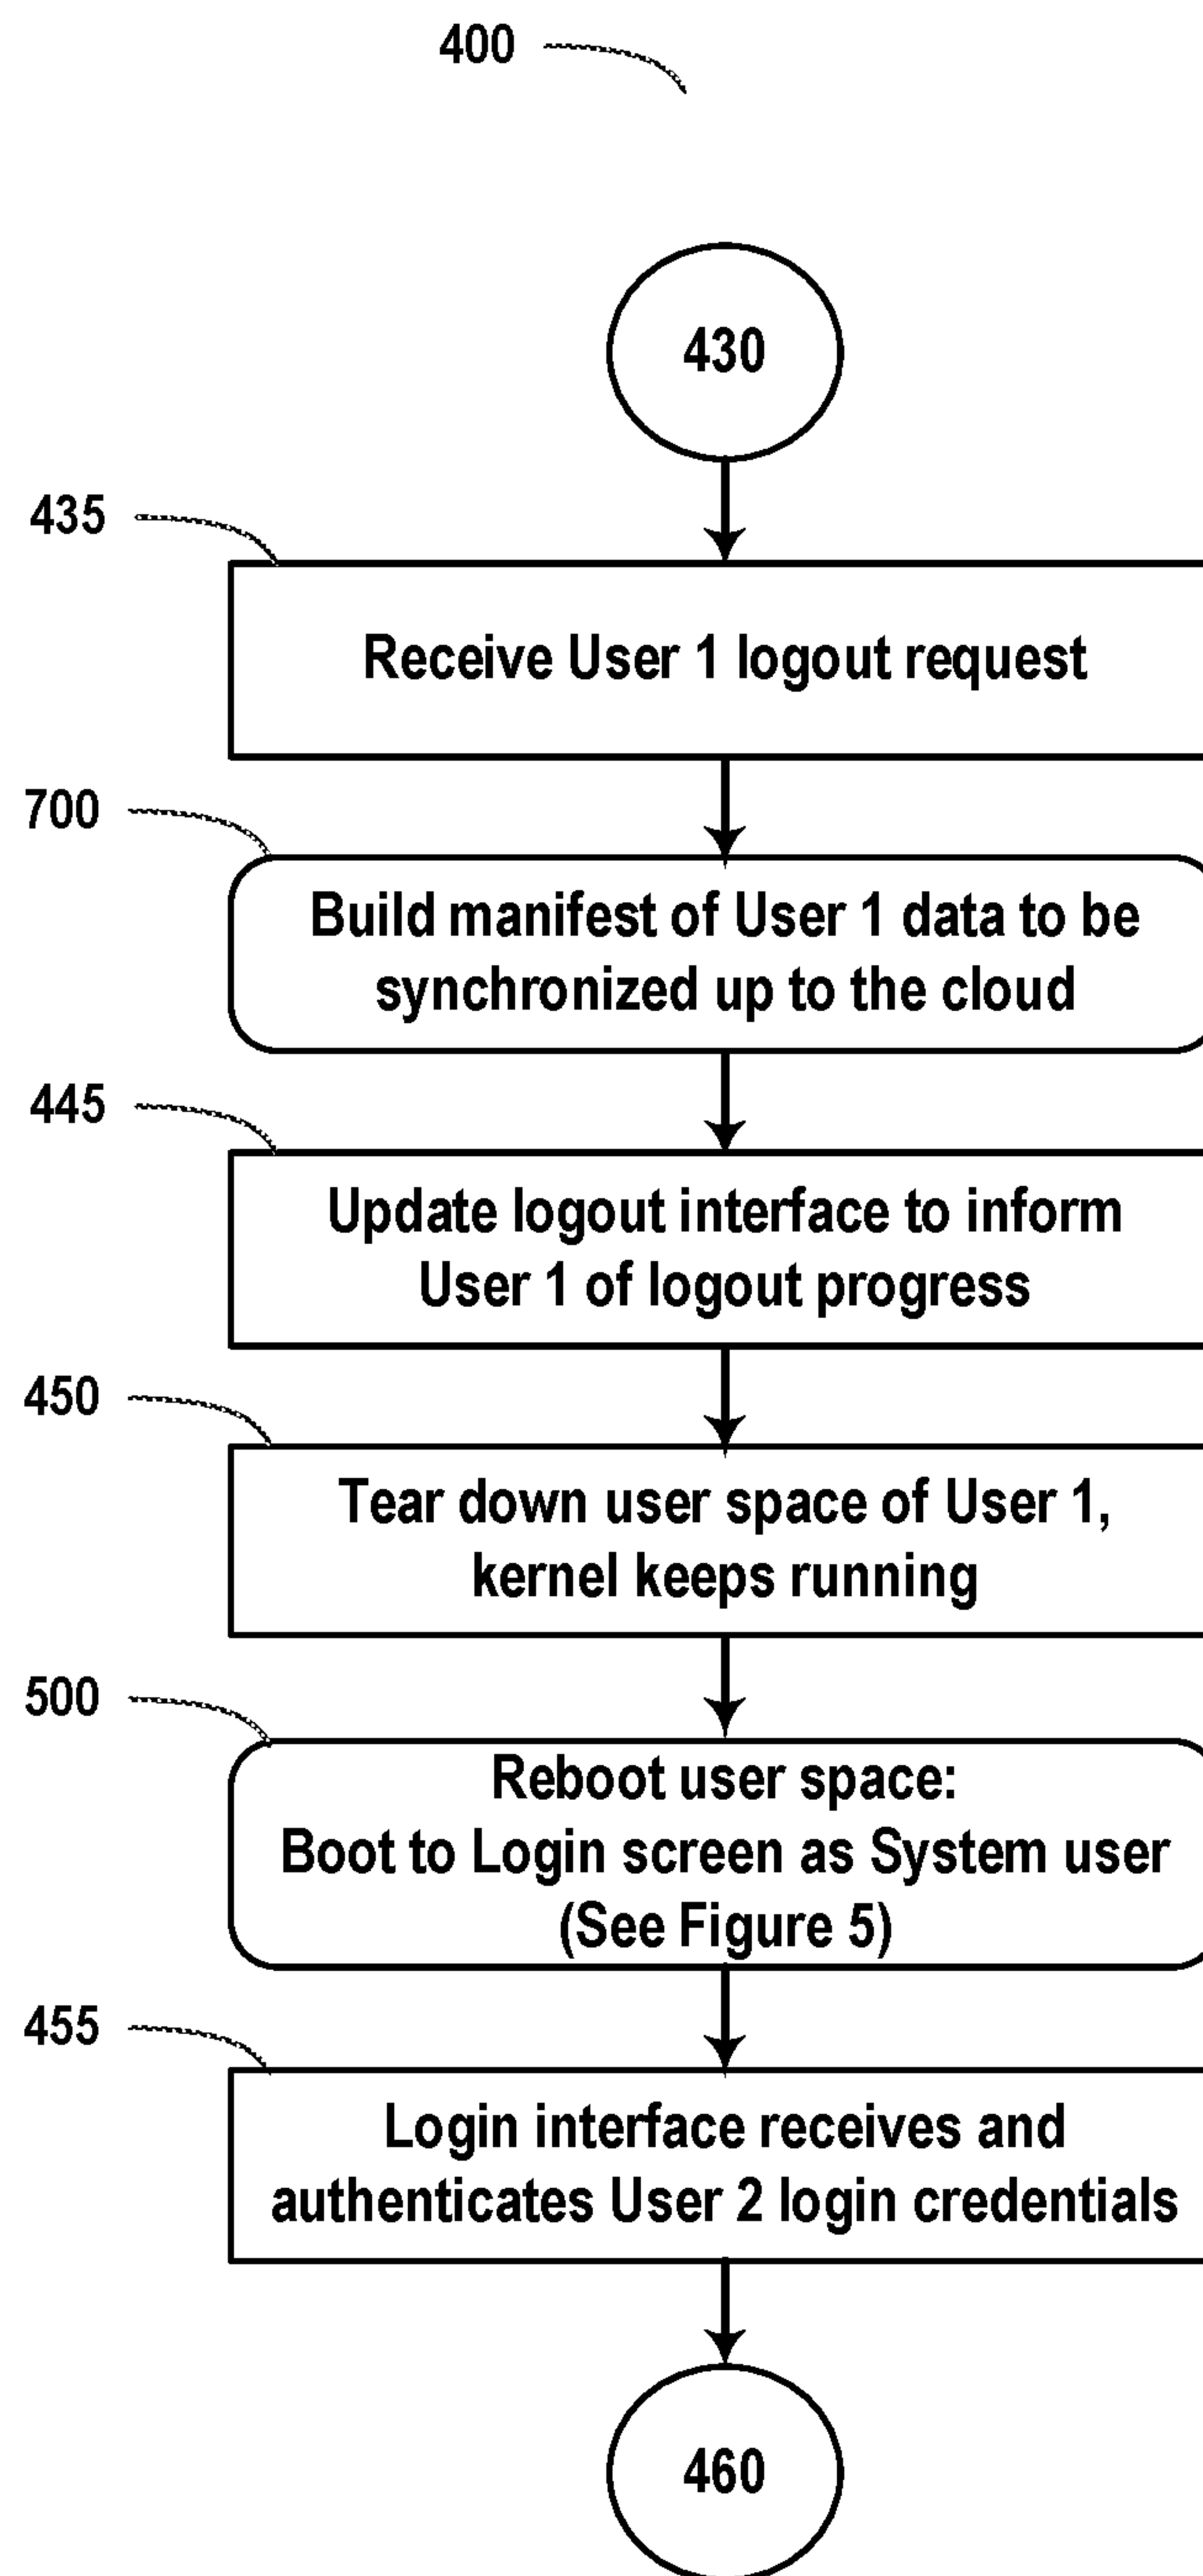 400
430
435
Receive User 1 logout request
700
Build manifest of User 1 data to be
synchronized up to the cloud
445
Update logout interface to inform
User 1 of logout progress
450
Tear down user space of User 1,
kernel keeps running
500
Reboot user space:
Boot to Login screen as System user
(See Figure 5)
455
Login interface receives and
authenticates User 2 login credentials
460